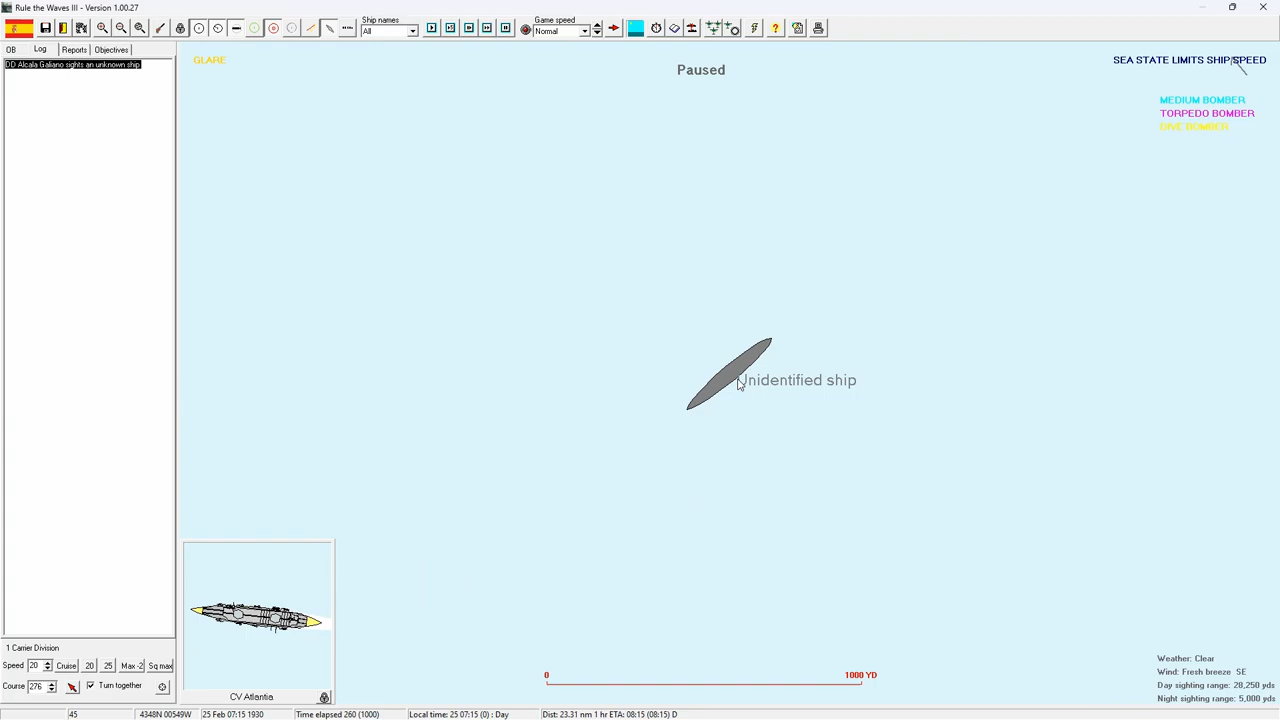 Rule the Waves III - Version 1.00.27
Ship names
All
Game speed
Normal
OB Log Reports Objectives
DD Alcala Galiano sights an unknown ship
GLARE
Paused
SEA STATE LIMITS SHIP SPEED
MEDIUM BOMBER
TORPEDO BOMBER
DIVE BOMBER
Unidentified ship
CV Atlantia
0 1000 YD
1 Carrier Division
Speed 20 Cruise 20 25 Max -2 Sq max
Course 276 Turn together
Weather: Clear
Wind: Fresh breeze SE
Day sighting range: 28,250 yds
Night sighting range: 5,000 yds
45 4348N 00549W 25 Feb 07:15 1930 Time elapsed 260 (1000) Local time: 25 07:15 (0) : Day Dist: 23.31 nm 1 hr ETA: 08:15 (08:15) D